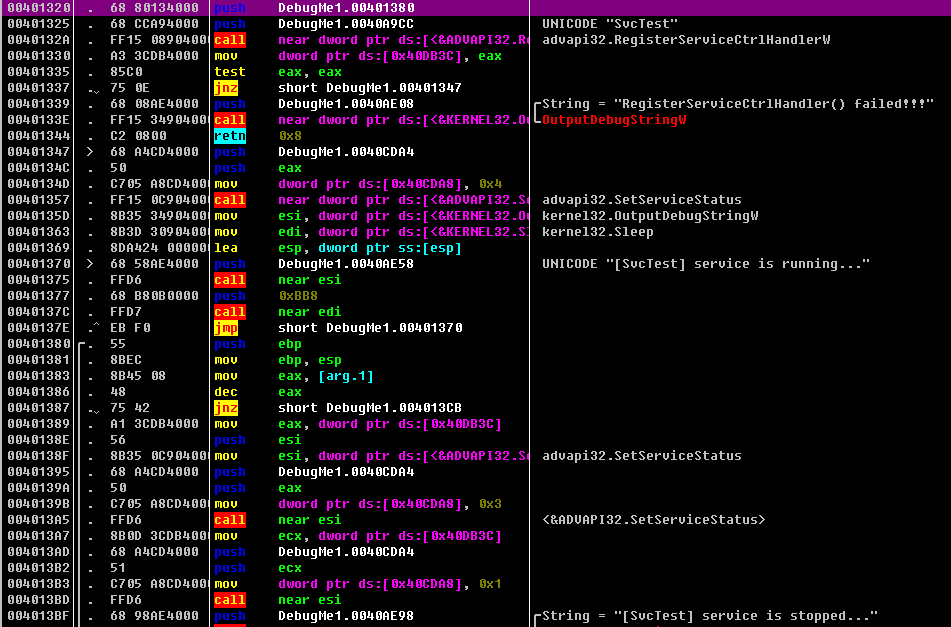 00401320 . 68 80134000 push DebugMe1.00401380
00401325 . 68 CCA94000 push DebugMe1.0040A9CC UNICODE "SvcTest"
0040132A . FF15 0890400 call near dword ptr ds:[<&ADVAPI32.Re advapi32.RegisterServiceCtrlHandlerW
00401330 . A3 3CDB4000 mov dword ptr ds:[0x40DB3C], eax
00401335 . 85C0 test eax, eax
00401337 .⌄ 75 0E jnz short DebugMe1.00401347
00401339 . 68 08AE4000 push DebugMe1.0040AE08 ┌String = "RegisterServiceCtrlHandler() failed!!!"
0040133E . FF15 3490400 call near dword ptr ds:[<&KERNEL32.Ou └OutputDebugStringW
00401344 . C2 0800 retn 0x8
00401347 > 68 A4CD4000 push DebugMe1.0040CDA4
0040134C . 50 push eax
0040134D . C705 A8CD400 mov dword ptr ds:[0x40CDA8], 0x4
00401357 . FF15 0C90400 call near dword ptr ds:[<&ADVAPI32.Se advapi32.SetServiceStatus
0040135D . 8B35 3490400 mov esi, dword ptr ds:[<&KERNEL32.Ou kernel32.OutputDebugStringW
00401363 . 8B3D 3090400 mov edi, dword ptr ds:[<&KERNEL32.Sl kernel32.Sleep
00401369 . 8DA424 00000 lea esp, dword ptr ss:[esp]
00401370 > 68 58AE4000 push DebugMe1.0040AE58 UNICODE "[SvcTest] service is running..."
00401375 . FFD6 call near esi
00401377 . 68 B80B0000 push 0xBB8
0040137C . FFD7 call near edi
0040137E .^ EB F0 jmp short DebugMe1.00401370
00401380 ┌. 55 push ebp
00401381 . 8BEC mov ebp, esp
00401383 . 8B45 08 mov eax, [arg.1]
00401386 . 48 dec eax
00401387 .⌄ 75 42 jnz short DebugMe1.004013CB
00401389 . A1 3CDB4000 mov eax, dword ptr ds:[0x40DB3C]
0040138E . 56 push esi
0040138F . 8B35 0C90400 mov esi, dword ptr ds:[<&ADVAPI32.Se advapi32.SetServiceStatus
00401395 . 68 A4CD4000 push DebugMe1.0040CDA4
0040139A . 50 push eax
0040139B . C705 A8CD400 mov dword ptr ds:[0x40CDA8], 0x3
004013A5 . FFD6 call near esi <&ADVAPI32.SetServiceStatus>
004013A7 . 8B0D 3CDB400 mov ecx, dword ptr ds:[0x40DB3C]
004013AD . 68 A4CD4000 push DebugMe1.0040CDA4
004013B2 . 51 push ecx
004013B3 . C705 A8CD400 mov dword ptr ds:[0x40CDA8], 0x1
004013BD . FFD6 call near esi
004013BF . 68 98AE4000 push DebugMe1.0040AE98 ┌String = "[SvcTest] service is stopped..."